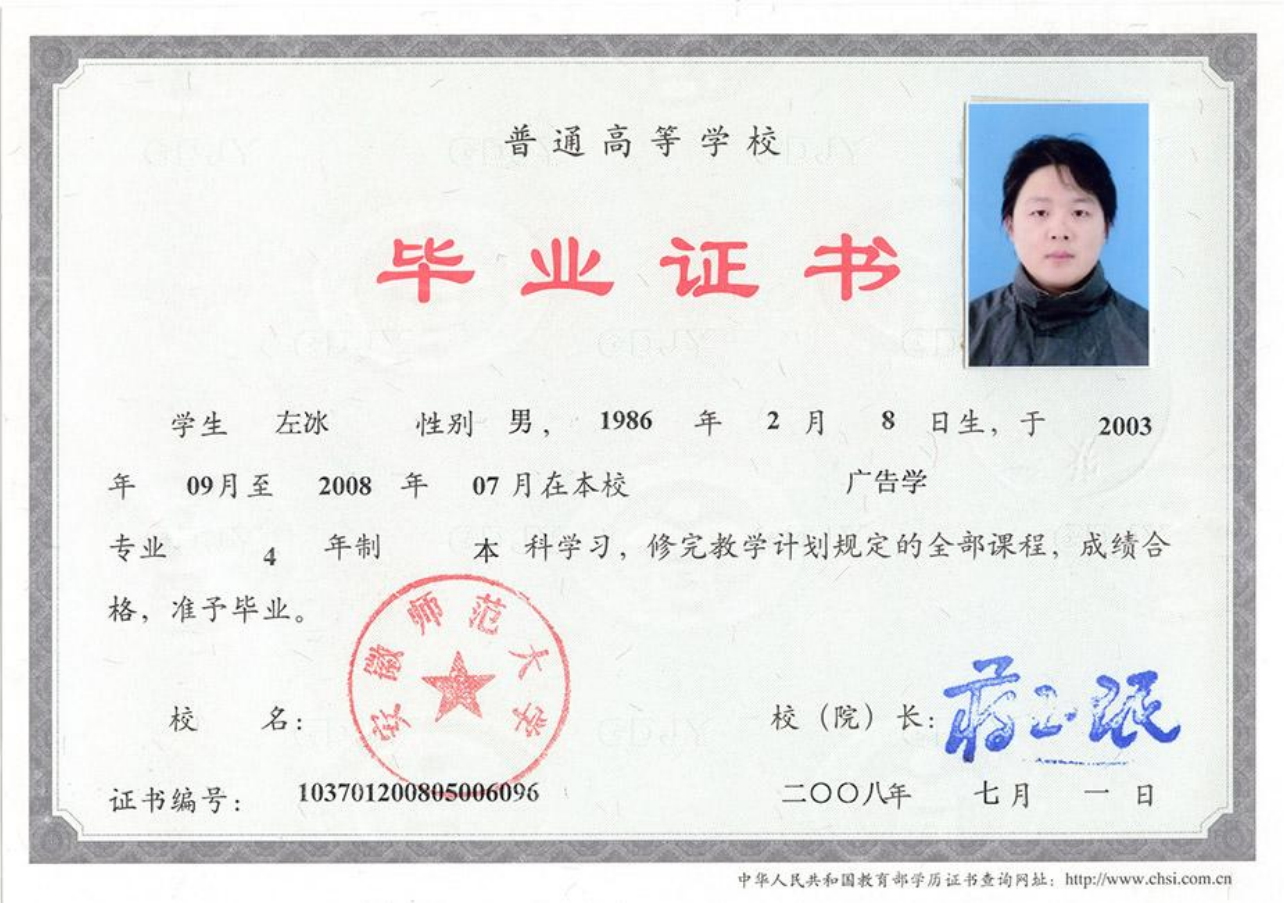 普通高等学校
毕业证书
学生 左冰 性别 男， 1986 年 2 月 8 日生，于 2003
年 09月至 2008 年 07 月在本校 广告学
专业 4 年制 本 科学习，修完教学计划规定的全部课程，成绩合
格，准予毕业。
安徽师范大学
校 名： 校（院）长：
证书编号： 103701200805006096 二〇〇八年 七月 一 日
中华人民共和国教育部学历证书查询网址：http://www.chsi.com.cn